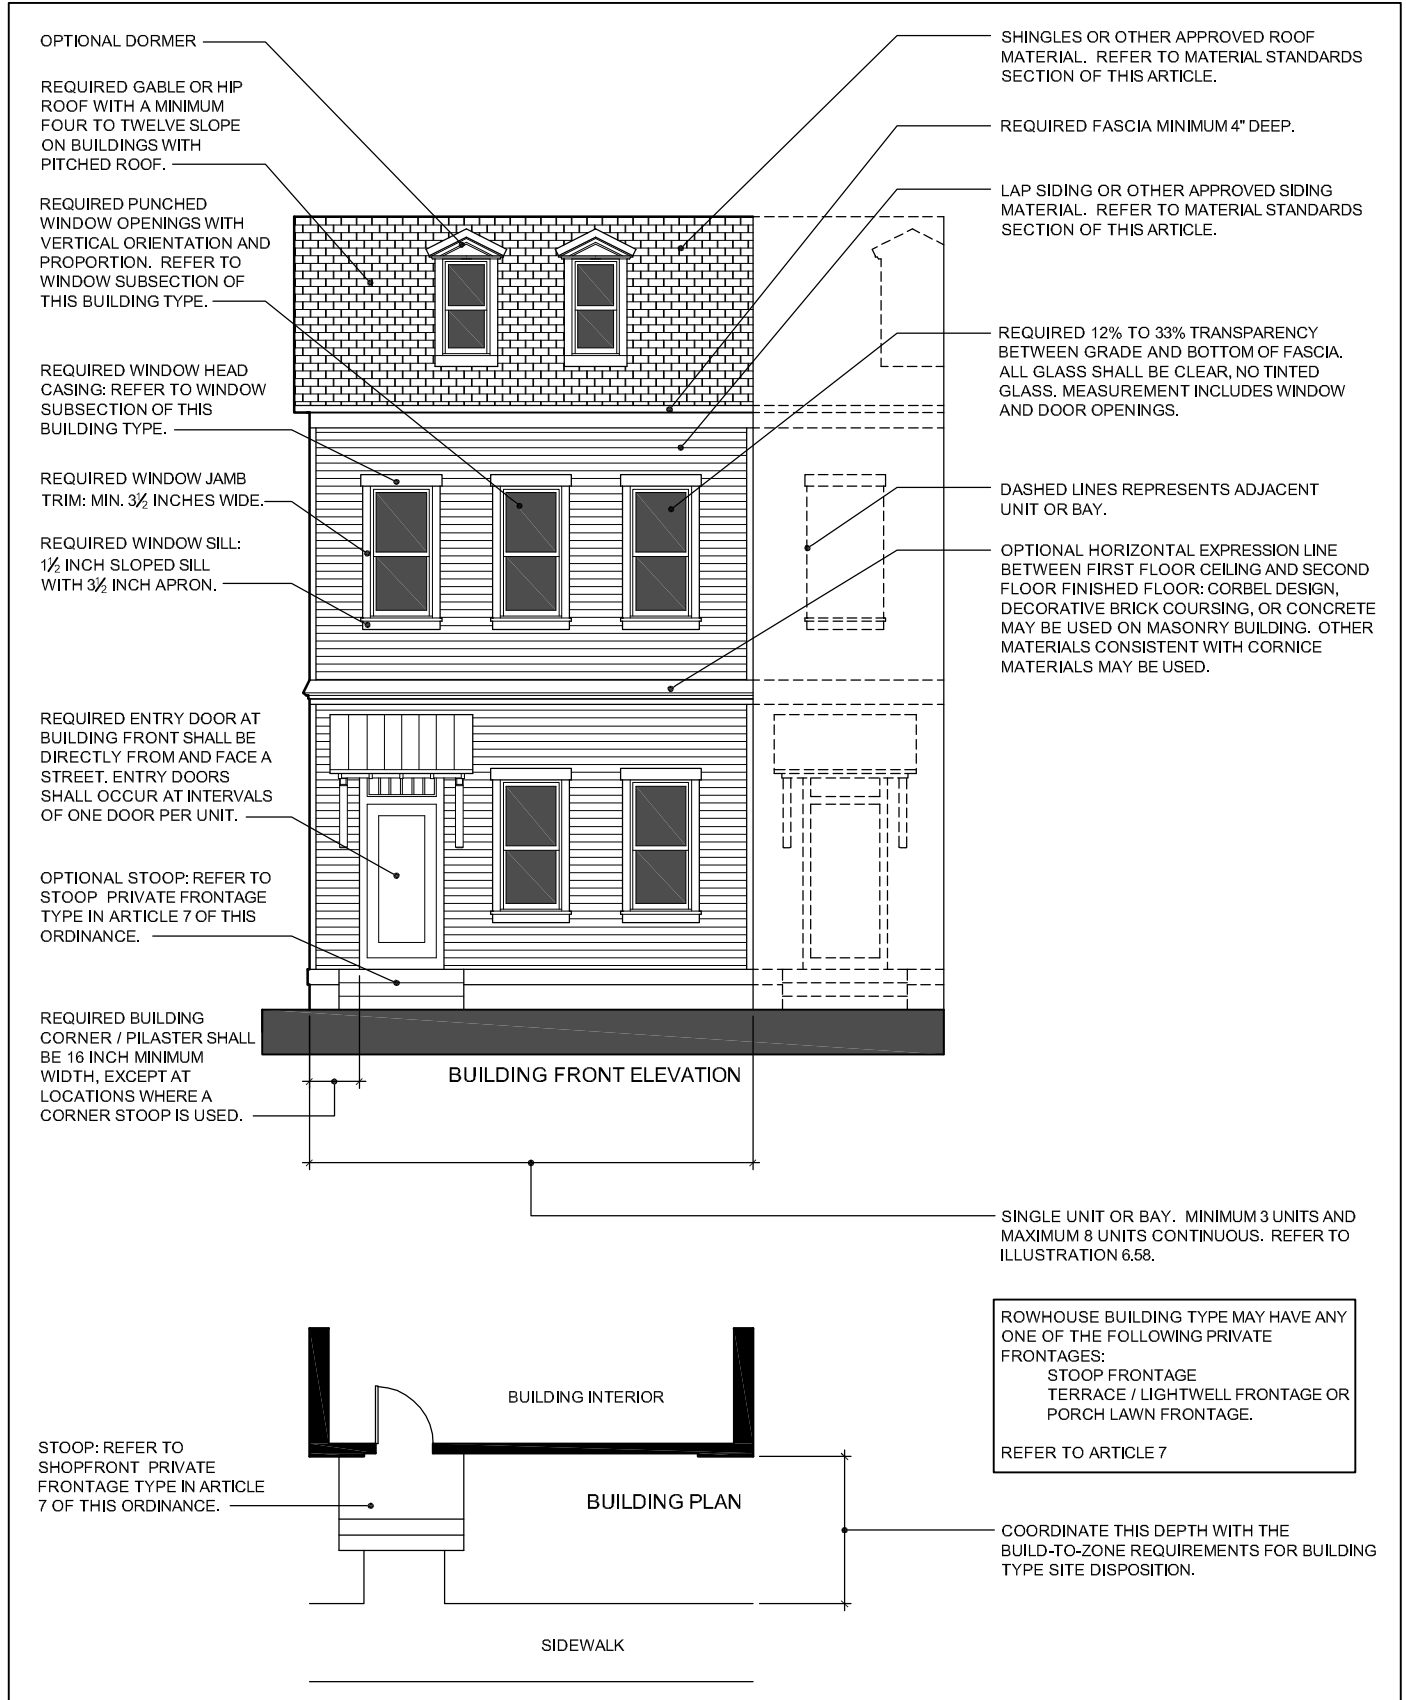 OPTIONAL DORMER
REQUIRED GABLE OR HIP
ROOF WITH A MINIMUM
FOUR TO TWELVE SLOPE
ON BUILDINGS WITH
PITCHED ROOF.
REQUIRED PUNCHED
WINDOW OPENINGS WITH
VERTICAL ORIENTATION AND
PROPORTION. REFER TO
WINDOW SUBSECTION OF
THIS BUILDING TYPE.
REQUIRED WINDOW HEAD
CASING: REFER TO WINDOW
SUBSECTION OF THIS
BUILDING TYPE.
REQUIRED WINDOW JAMB
TRIM: MIN. 3½ INCHES WIDE.
REQUIRED WINDOW SILL:
1½ INCH SLOPED SILL
WITH 3½ INCH APRON.
REQUIRED ENTRY DOOR AT
BUILDING FRONT SHALL BE
DIRECTLY FROM AND FACE A
STREET. ENTRY DOORS
SHALL OCCUR AT INTERVALS
OF ONE DOOR PER UNIT.
OPTIONAL STOOP: REFER TO
STOOP PRIVATE FRONTAGE
TYPE IN ARTICLE 7 OF THIS
ORDINANCE.
REQUIRED BUILDING
CORNER / PILASTER SHALL
BE 16 INCH MINIMUM
WIDTH, EXCEPT AT
LOCATIONS WHERE A
CORNER STOOP IS USED.
SHINGLES OR OTHER APPROVED ROOF
MATERIAL. REFER TO MATERIAL STANDARDS
SECTION OF THIS ARTICLE.
REQUIRED FASCIA MINIMUM 4" DEEP.
LAP SIDING OR OTHER APPROVED SIDING
MATERIAL. REFER TO MATERIAL STANDARDS
SECTION OF THIS ARTICLE.
REQUIRED 12% TO 33% TRANSPARENCY
BETWEEN GRADE AND BOTTOM OF FASCIA.
ALL GLASS SHALL BE CLEAR, NO TINTED
GLASS. MEASUREMENT INCLUDES WINDOW
AND DOOR OPENINGS.
DASHED LINES REPRESENTS ADJACENT
UNIT OR BAY.
OPTIONAL HORIZONTAL EXPRESSION LINE
BETWEEN FIRST FLOOR CEILING AND SECOND
FLOOR FINISHED FLOOR: CORBEL DESIGN,
DECORATIVE BRICK COURSING, OR CONCRETE
MAY BE USED ON MASONRY BUILDING. OTHER
MATERIALS CONSISTENT WITH CORNICE
MATERIALS MAY BE USED.
BUILDING FRONT ELEVATION
SINGLE UNIT OR BAY. MINIMUM 3 UNITS AND
MAXIMUM 8 UNITS CONTINUOUS. REFER TO
ILLUSTRATION 6.58.
ROWHOUSE BUILDING TYPE MAY HAVE ANY
ONE OF THE FOLLOWING PRIVATE
FRONTAGES:
STOOP FRONTAGE
TERRACE / LIGHTWELL FRONTAGE OR
PORCH LAWN FRONTAGE.
REFER TO ARTICLE 7
BUILDING INTERIOR
STOOP: REFER TO
SHOPFRONT PRIVATE
FRONTAGE TYPE IN ARTICLE
7 OF THIS ORDINANCE.
BUILDING PLAN
COORDINATE THIS DEPTH WITH THE
BUILD-TO-ZONE REQUIREMENTS FOR BUILDING
TYPE SITE DISPOSITION.
SIDEWALK